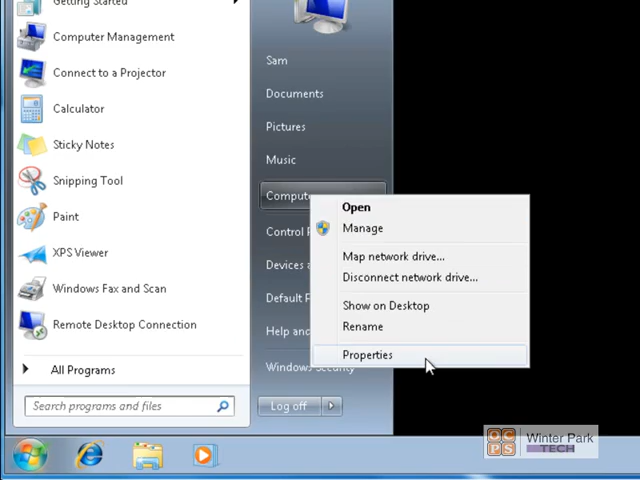 Getting Started
Computer Management
Connect to a Projector
Calculator
Sticky Notes
Snipping Tool
Paint
XPS Viewer
Windows Fax and Scan
Remote Desktop Connection
All Programs
Search programs and files
Sam
Documents
Pictures
Music
Compute
Control P
Devices a
Default P
Help and
Windows Security
Log off
Open
Manage
Map network drive...
Disconnect network drive...
Show on Desktop
Rename
Properties
OCPS
Winter Park
TECH